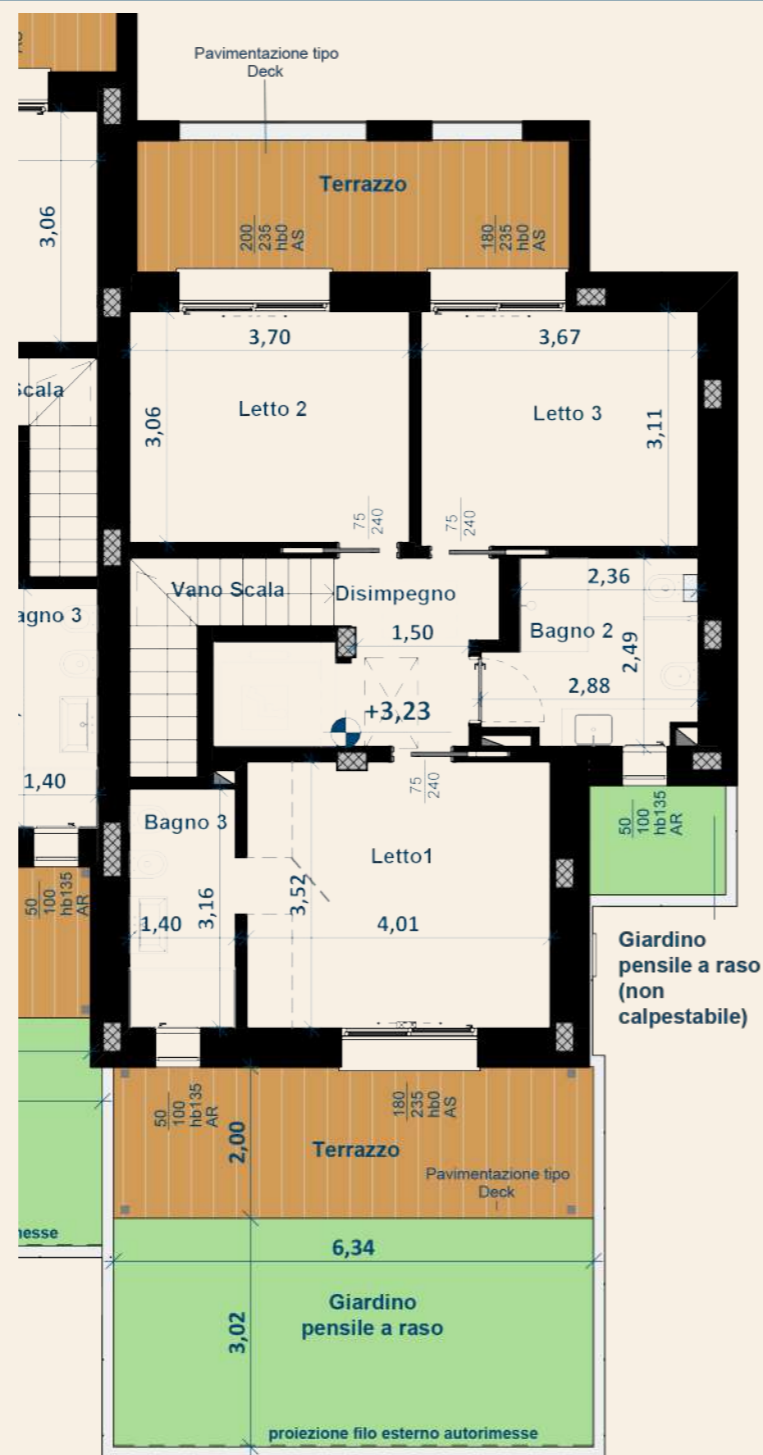 Pavimentazione tipo
Deck
Terrazzo
200
235
hb0
AS
180
235
hb0
AS
3,06
3,70
3,67
Scala
Letto 2
Letto 3
3,06
3,11
75
240
75
240
Vano Scala
Disimpegno
2,36
agno 3
Bagno 2
1,50
2,49
2,88
+3,23
1,40
75
240
Bagno 3
Letto1
50
100
hb135
AR
50
100
hb135
AR
1,40
3,16
3,52
4,01
Giardino
pensile a raso
(non
calpestabile)
50
100
hb135
AR
180
235
hb0
AS
2,00
Terrazzo
Pavimentazione tipo
Deck
nesse
6,34
Giardino
pensile a raso
3,02
proiezione filo esterno autorimesse